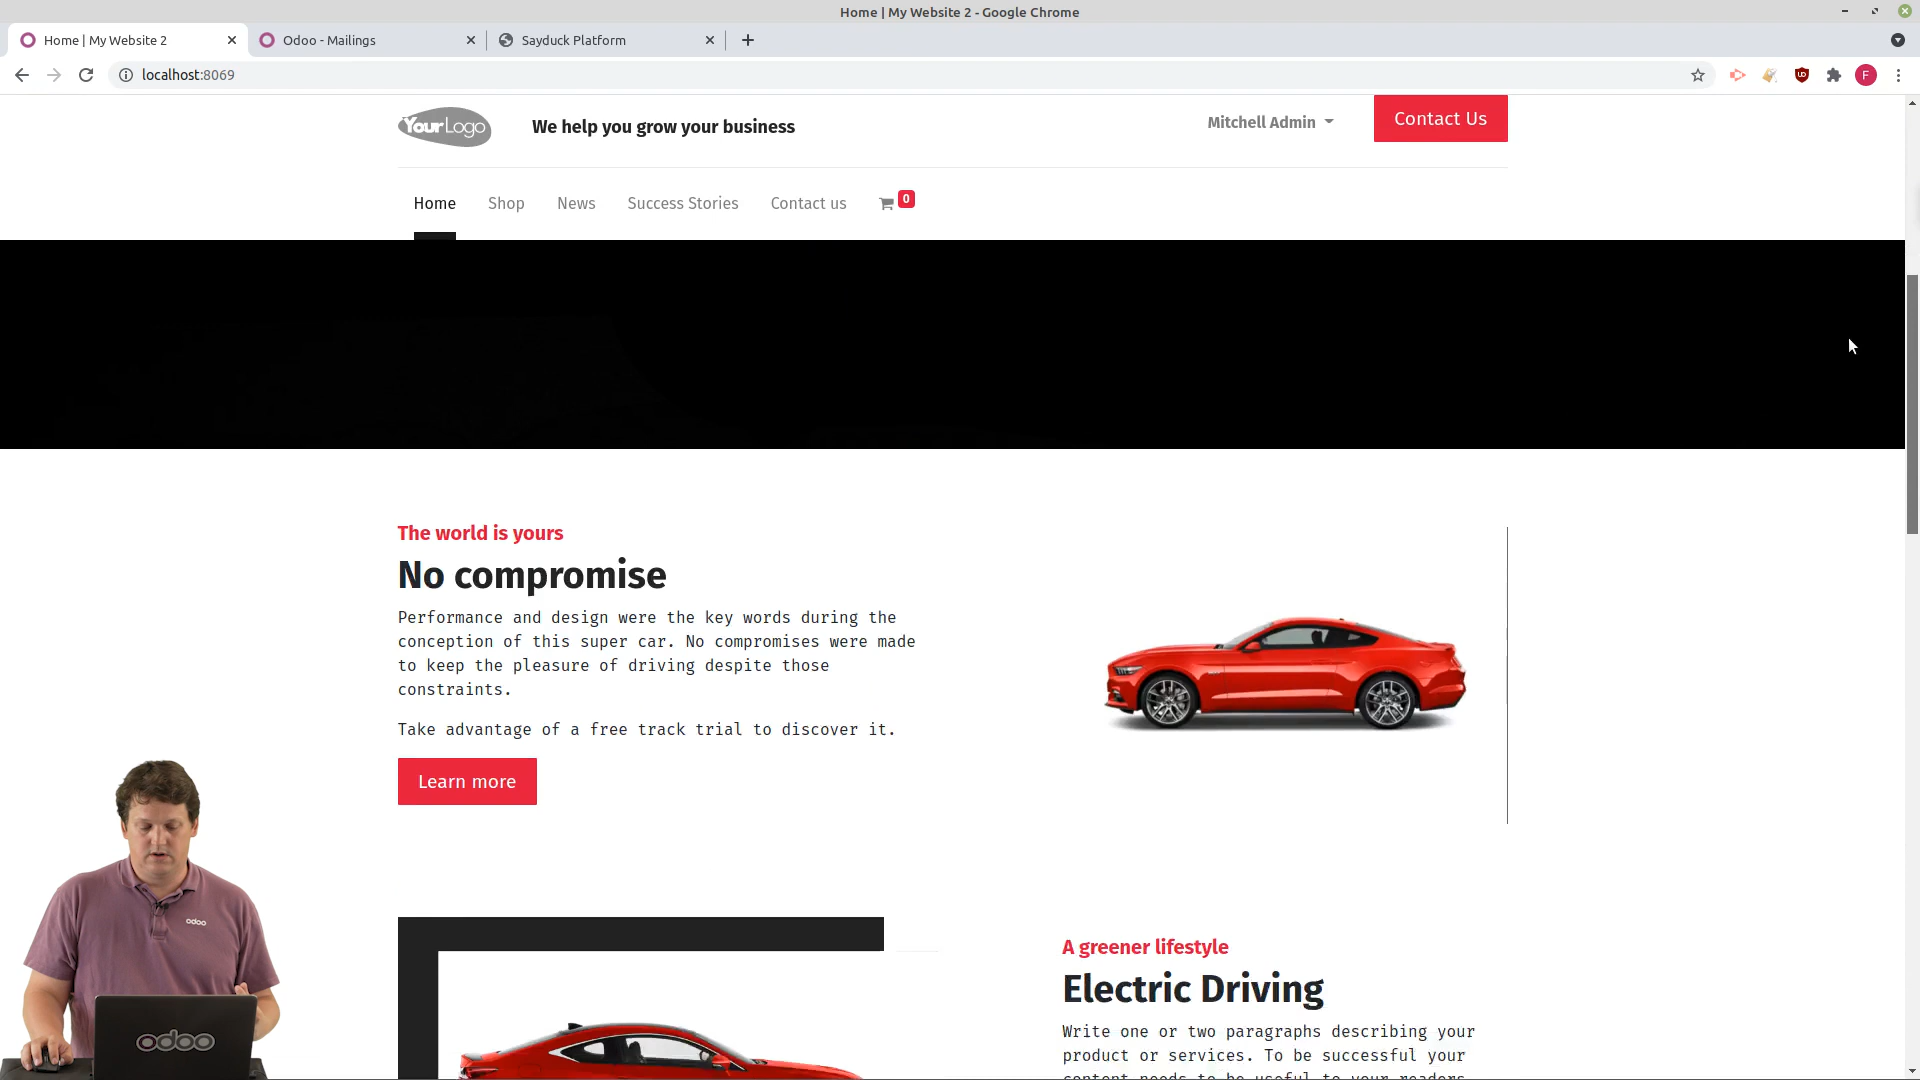 Home | My Website 2 - Google Chrome
Home | My Website 2
Odoo - Mailings
Sayduck Platform
localhost:8069
F
YourLogo
We help you grow your business
Mitchell Admin
Contact Us
Home
Shop
News
Success Stories
Contact us
0
The world is yours
No compromise
Performance and design were the key words during the
conception of this super car. No compromises were made
to keep the pleasure of driving despite those
constraints.
Take advantage of a free track trial to discover it.
Learn more
A greener lifestyle
Electric Driving
Write one or two paragraphs describing your
product or services. To be successful your
content needs to be useful to your readers.
odoo
odoo